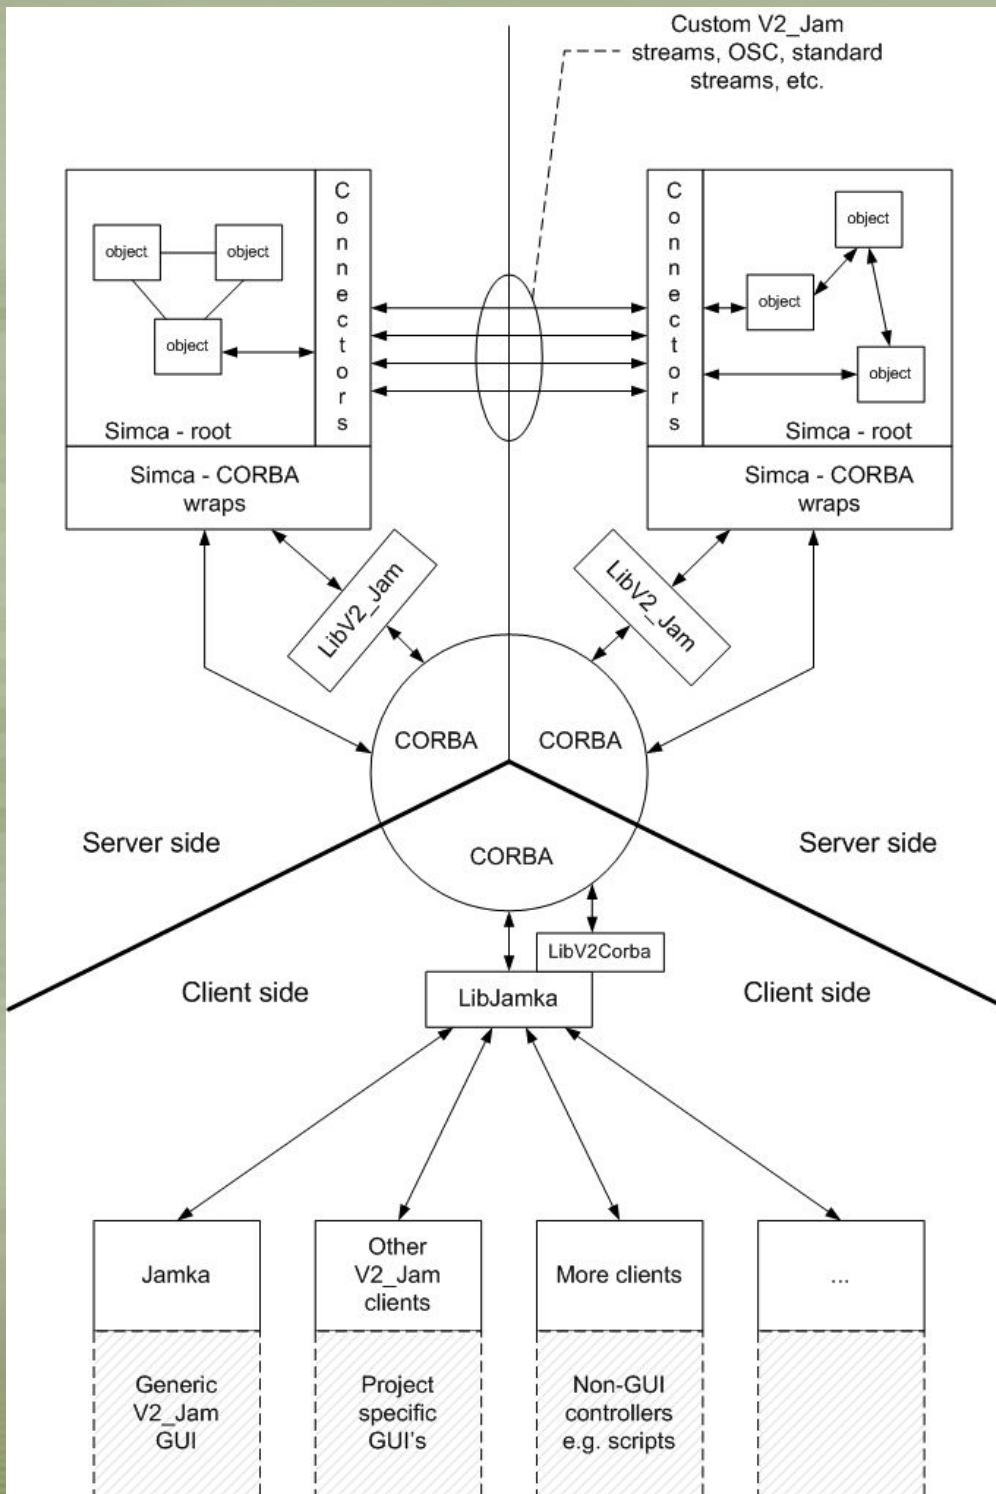 Custom V2_Jam
streams, OSC, standard
streams, etc.
object
object
object
Connectors
Simca - root
Simca - CORBA
wraps
Connectors
object
object
object
Simca - root
Simca - CORBA
wraps
LibV2_Jam
LibV2_Jam
CORBA
CORBA
CORBA
Server side
Server side
Client side
Client side
LibV2Corba
LibJamka
Jamka
Other
V2_Jam
clients
More clients
...
Generic
V2_Jam
GUI
Project
specific
GUI's
Non-GUI
controllers
e.g. scripts